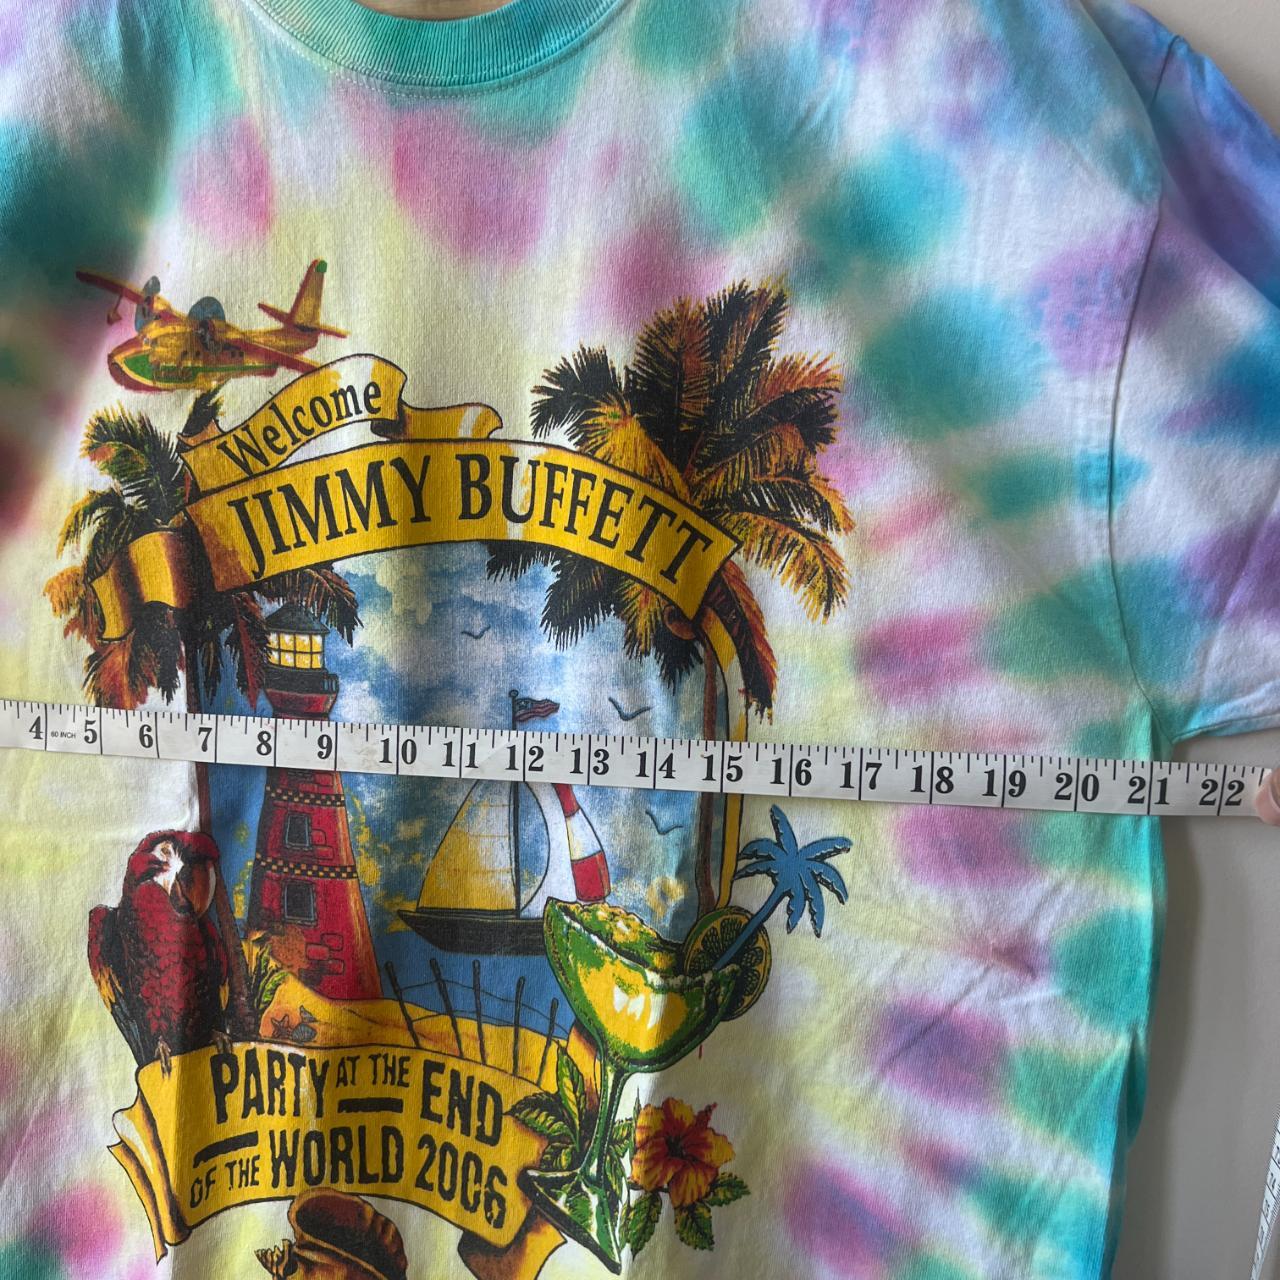 Welcome
JIMMY BUFFETT
4 60 INCH 5 6 7 8 9 10 11 12 13 14 15 16 17 18 19 20 21 22
PARTY AT THE END
OF THE WORLD 2006